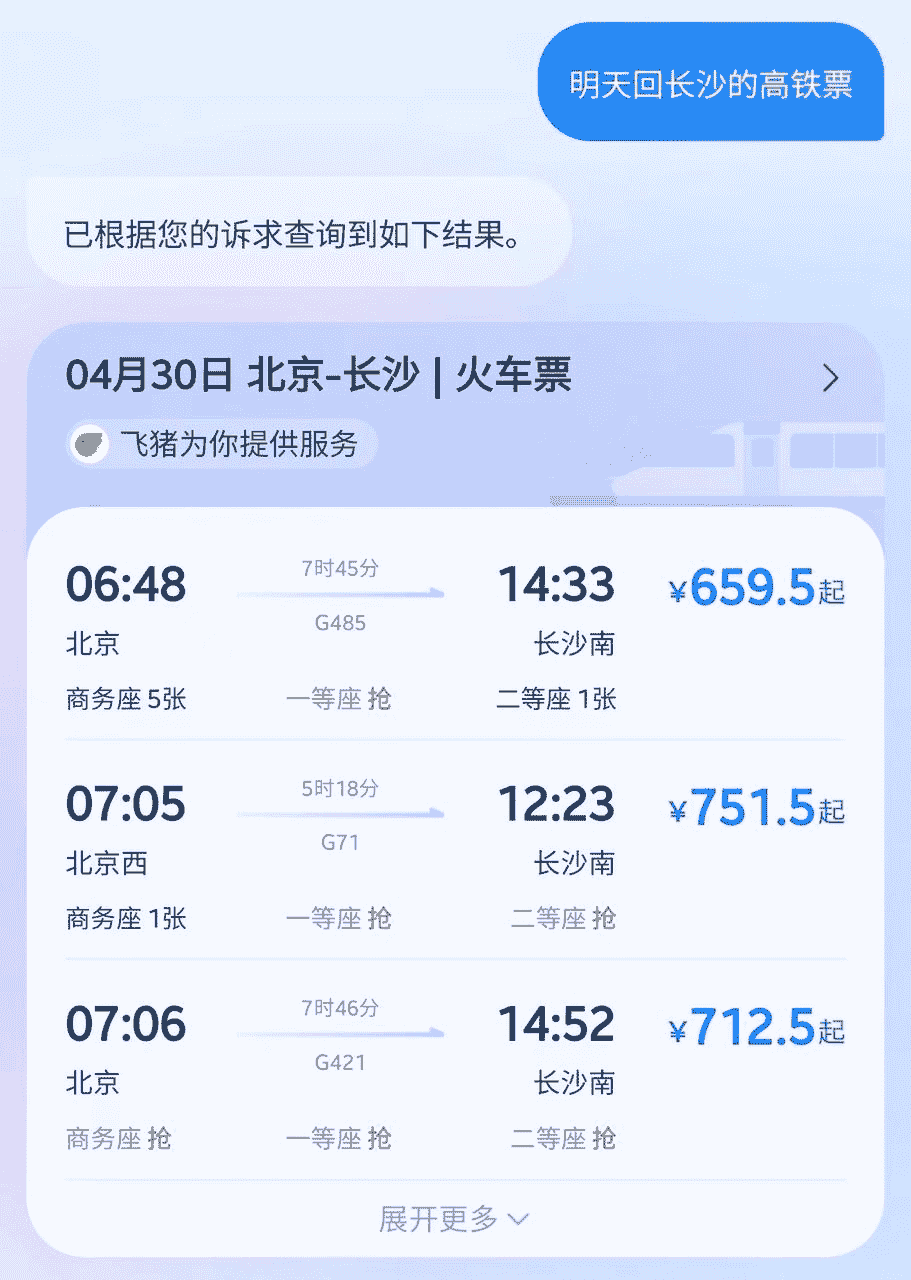 明天回长沙的高铁票
已根据您的诉求查询到如下结果。
04月30日 北京-长沙 | 火车票
飞猪为你提供服务
06:48 7时45分 14:33 ¥659.5起
G485
北京 长沙南
商务座 5张 一等座 抢 二等座 1张
07:05 5时18分 12:23 ¥751.5起
G71
北京西 长沙南
商务座 1张 一等座 抢 二等座 抢
07:06 7时46分 14:52 ¥712.5起
G421
北京 长沙南
商务座 抢 一等座 抢 二等座 抢
展开更多